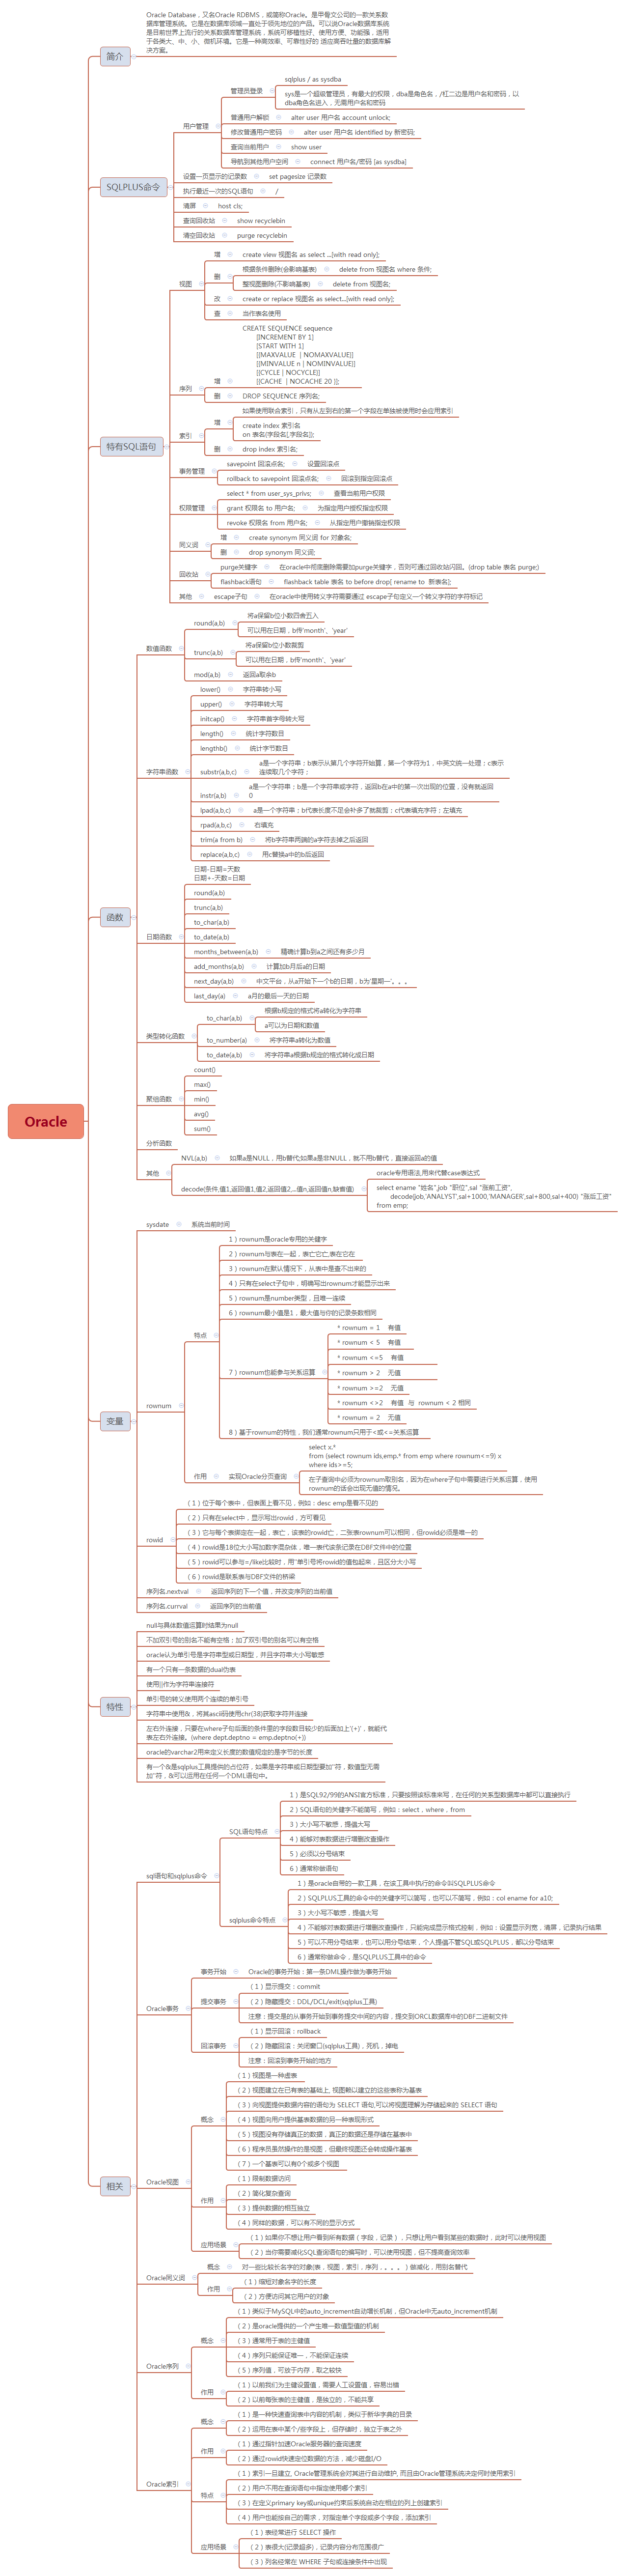 Oracle
简介
Oracle Database，又名Oracle RDBMS，或简称Oracle。是甲骨文公司的一款关系数
据库管理系统。它是在数据库领域一直处于领先地位的产品。可以说Oracle数据库系统
是目前世界上流行的关系数据库管理系统，系统可移植性好、使用方便、功能强，适用
于各类大、中、小、微机环境。它是一种高效率、可靠性好的 适应高吞吐量的数据库解
决方案。
SQLPLUS命令
用户管理
管理员登录
sqlplus / as sysdba
sys是一个超级管理员，有最大的权限，dba是角色名，/杠二边是用户名和密码，以
dba角色名进入，无需用户名和密码
普通用户解锁
alter user 用户名 account unlock;
修改普通用户密码
alter user 用户名 identified by 新密码;
查询当前用户
show user
导航到其他用户空间
connect 用户名/密码 [as sysdba]
设置一页显示的记录数
set pagesize 记录数
执行最近一次的SQL语句
/
清屏
host cls;
查询回收站
show recyclebin
清空回收站
purge recyclebin
特有SQL语句
视图
增
create view 视图名 as select ...[with read only];
删
根据条件删除(会影响基表)
delete from 视图名 where 条件;
整视图删除(不影响基表)
delete from 视图名;
改
create or replace 视图名 as select...[with read only];
查
当作表名使用
序列
增
CREATE SEQUENCE sequence
[INCREMENT BY 1]
[START WITH 1]
[{MAXVALUE | NOMAXVALUE}]
[{MINVALUE n | NOMINVALUE}]
[{CYCLE | NOCYCLE}]
[{CACHE | NOCACHE 20 }];
删
DROP SEQUENCE 序列名;
索引
增
如果使用联合索引，只有从左到右的第一个字段在单独被使用时会应用索引
create index 索引名
on 表名(字段名[,字段名]);
删
drop index 索引名;
事务管理
savepoint 回滚点名;
设置回滚点
rollback to savepoint 回滚点名;
回滚到指定回滚点
权限管理
select * from user_sys_privs;
查看当前用户权限
grant 权限名 to 用户名;
为指定用户授权指定权限
revoke 权限名 from 用户名;
从指定用户撤销指定权限
同义词
增
create synonym 同义词 for 对象名;
删
drop synonym 同义词;
回收站
purge关键字
在oracle中彻底删除需要加purge关键字，否则可通过回收站闪回。(drop table 表名 purge;)
flashback语句
flashback table 表名 to before drop[ rename to 新表名];
其他
escape子句
在oracle中使用转义字符需要通过 escape子句定义一个转义字符的字符标记
函数
数值函数
round(a,b)
将a保留b位小数四舍五入
可以用在日期，b传'month'、'year'
trunc(a,b)
将a保留b位小数裁剪
可以用在日期，b传'month'、'year'
mod(a,b)
返回a取余b
字符串函数
lower()
字符串转小写
upper()
字符串转大写
initcap()
字符串首字母转大写
length()
统计字符数目
lengthb()
统计字节数目
substr(a,b,c)
a是一个字符串；b表示从第几个字符开始算，第一个字符为1，中英文统一处理；c表示
连续取几个字符；
instr(a,b)
a是一个字符串；b是一个字符串或字符，返回b在a中的第一次出现的位置，没有就返回
0
lpad(a,b,c)
a是一个字符串；b代表长度不足会补多了就裁剪；c代表填充字符；左填充
rpad(a,b,c)
右填充
trim(a from b)
将b字符串两端的a字符去掉之后返回
replace(a,b,c)
用c替换a中的b后返回
日期函数
日期-日期=天数
日期+-天数=日期
round(a,b)
trunc(a,b)
to_char(a,b)
to_date(a,b)
months_between(a,b)
精确计算b到a之间还有多少月
add_months(a,b)
计算加b月后a的日期
next_day(a,b)
中文平台，从a开始下一个b的日期，b为'星期一'。。。
last_day(a)
a月的最后一天的日期
类型转化函数
to_char(a,b)
根据b规定的格式将a转化为字符串
a可以为日期和数值
to_number(a)
将字符串a转化为数值
to_date(a,b)
将字符串a根据b规定的格式转化成日期
聚组函数
count()
max()
min()
avg()
sum()
分析函数
其他
NVL(a,b)
如果a是NULL，用b替代;如果a是非NULL，就不用b替代，直接返回a的值
decode(条件,值1,返回值1,值2,返回值2,...值n,返回值n,缺省值)
oracle专用语法,用来代替case表达式
select ename "姓名",job "职位",sal "涨前工资",
decode(job,'ANALYST',sal+1000,'MANAGER',sal+800,sal+400) "涨后工资"
from emp;
变量
sysdate
系统当前时间
rownum
特点
1）rownum是oracle专用的关健字
2）rownum与表在一起，表亡它亡,表在它在
3）rownum在默认情况下，从表中是查不出来的
4）只有在select子句中，明确写出rownum才能显示出来
5）rownum是number类型，且唯一连续
6）rownum最小值是1，最大值与你的记录条数相同
7）rownum也能参与关系运算
* rownum = 1 有值
* rownum < 5 有值
* rownum <=5 有值
* rownum > 2 无值
* rownum >=2 无值
* rownum <>2 有值 与 rownum < 2 相同
* rownum = 2 无值
8）基于rownum的特性，我们通常rownum只用于<或<=关系运算
作用
实现Oracle分页查询
select x.*
from (select rownum ids,emp.* from emp where rownum<=9) x
where ids>=5;
在子查询中必须为rownum取别名，因为在where子句中需要进行关系运算，使用
rownum的话会出现无值的情况。
rowid
（1）位于每个表中，但表面上看不见，例如：desc emp是看不见的
（2）只有在select中，显示写出rowid，方可看见
（3）它与每个表绑定在一起，表亡，该表的rowid亡，二张表rownum可以相同，但rowid必须是唯一的
（4）rowid是18位大小写加数字混杂体，唯一表代该条记录在DBF文件中的位置
（5）rowid可以参与=/like比较时，用''单引号将rowid的值包起来，且区分大小写
（6）rowid是联系表与DBF文件的桥梁
序列名.nextval
返回序列的下一个值，并改变序列的当前值
序列名.currval
返回序列的当前值
特性
null与具体数值运算时结果为null
不加双引号的别名不能有空格；加了双引号的别名可以有空格
oracle认为单引号是字符串型或日期型，并且字符串大小写敏感
有一个只有一条数据的dual伪表
使用||作为字符串连接符
单引号的转义使用两个连续的单引号
字符串中使用&，将其ascii码使用chr(38)获取字符并连接
左右外连接，只要在where子句后面的条件里的字段数目较少的后面加上'(+)'，就能代
表左右外连接。(where dept.deptno = emp.deptno(+))
oracle的varchar2用来定义长度的数值规定的是字节的长度
有一个&是sqlplus工具提供的占位符，如果是字符串或日期型要加''符，数值型无需
加''符，&可以运用在任何一个DML语句中。
相关
sql语句和sqlplus命令
SQL语句特点
1）是SQL92/99的ANSI官方标准，只要按照该标准来写，在任何的关系型数据库中都可以直接执行
2）SQL语句的关健字不能简写，例如：select，where，from
3）大小写不敏感，提倡大写
4）能够对表数据进行增删改查操作
5）必须以分号结束
6）通常称做语句
sqlplus命令特点
1）是oracle自带的一款工具，在该工具中执行的命令叫SQLPLUS命令
2）SQLPLUS工具的命令中的关健字可以简写，也可以不简写，例如：col ename for a10;
3）大小写不敏感，提倡大写
4）不能够对表数据进行增删改查操作，只能完成显示格式控制，例如：设置显示列宽，清屏，记录执行结果
5）可以不用分号结束，也可以用分号结束，个人提倡不管SQL或SQLPLUS，都以分号结束
6）通常称做命令，是SQLPLUS工具中的命令
Oracle事务
事务开始
Oracle的事务开始：第一条DML操作做为事务开始
提交事务
（1）显示提交：commit
（2）隐藏提交：DDL/DCL/exit(sqlplus工具)
注意：提交是的从事务开始到事务提交中间的内容，提交到ORCL数据库中的DBF二进制文件
回滚事务
（1）显示回滚：rollback
（2）隐藏回滚：关闭窗口(sqlplus工具)，死机，掉电
注意：回滚到事务开始的地方
Oracle视图
概念
（1）视图是一种虚表
（2）视图建立在已有表的基础上, 视图赖以建立的这些表称为基表
（3）向视图提供数据内容的语句为 SELECT 语句,可以将视图理解为存储起来的 SELECT 语句
（4）视图向用户提供基表数据的另一种表现形式
（5）视图没有存储真正的数据，真正的数据还是存储在基表中
（6）程序员虽然操作的是视图，但最终视图还会转成操作基表
（7）一个基表可以有0个或多个视图
作用
（1）限制数据访问
（2）简化复杂查询
（3）提供数据的相互独立
（4）同样的数据，可以有不同的显示方式
应用场景
（1）如果你不想让用户看到所有数据（字段，记录），只想让用户看到某些的数据时，此时可以使用视图
（2）当你需要减化SQL查询语句的编写时，可以使用视图，但不提高查询效率
Oracle同义词
概念
对一些比较长名字的对象(表，视图，索引，序列，。。。）做减化，用别名替代
作用
（1）缩短对象名字的长度
（2）方便访问其它用户的对象
Oracle序列
概念
（1）类似于MySQL中的auto_increment自动增长机制，但Oracle中无auto_increment机制
（2）是oracle提供的一个产生唯一数值型值的机制
（3）通常用于表的主健值
（4）序列只能保证唯一，不能保证连续
（5）序列值，可放于内存，取之较快
作用
（1）以前我们为主健设置值，需要人工设置值，容易出错
（2）以前每张表的主健值，是独立的，不能共享
Oracle索引
概念
（1）是一种快速查询表中内容的机制，类似于新华字典的目录
（2）运用在表中某个/些字段上，但存储时，独立于表之外
作用
（1）通过指针加速Oracle服务器的查询速度
（2）通过rowid快速定位数据的方法，减少磁盘I/O
特点
（1）索引一旦建立, Oracle管理系统会对其进行自动维护, 而且由Oracle管理系统决定何时使用索引
（2）用户不用在查询语句中指定使用哪个索引
（3）在定义primary key或unique约束后系统自动在相应的列上创建索引
（4）用户也能按自己的需求，对指定单个字段或多个字段，添加索引
应用场景
（1）表经常进行 SELECT 操作
（2）表很大(记录超多)，记录内容分布范围很广
（3）列名经常在 WHERE 子句或连接条件中出现